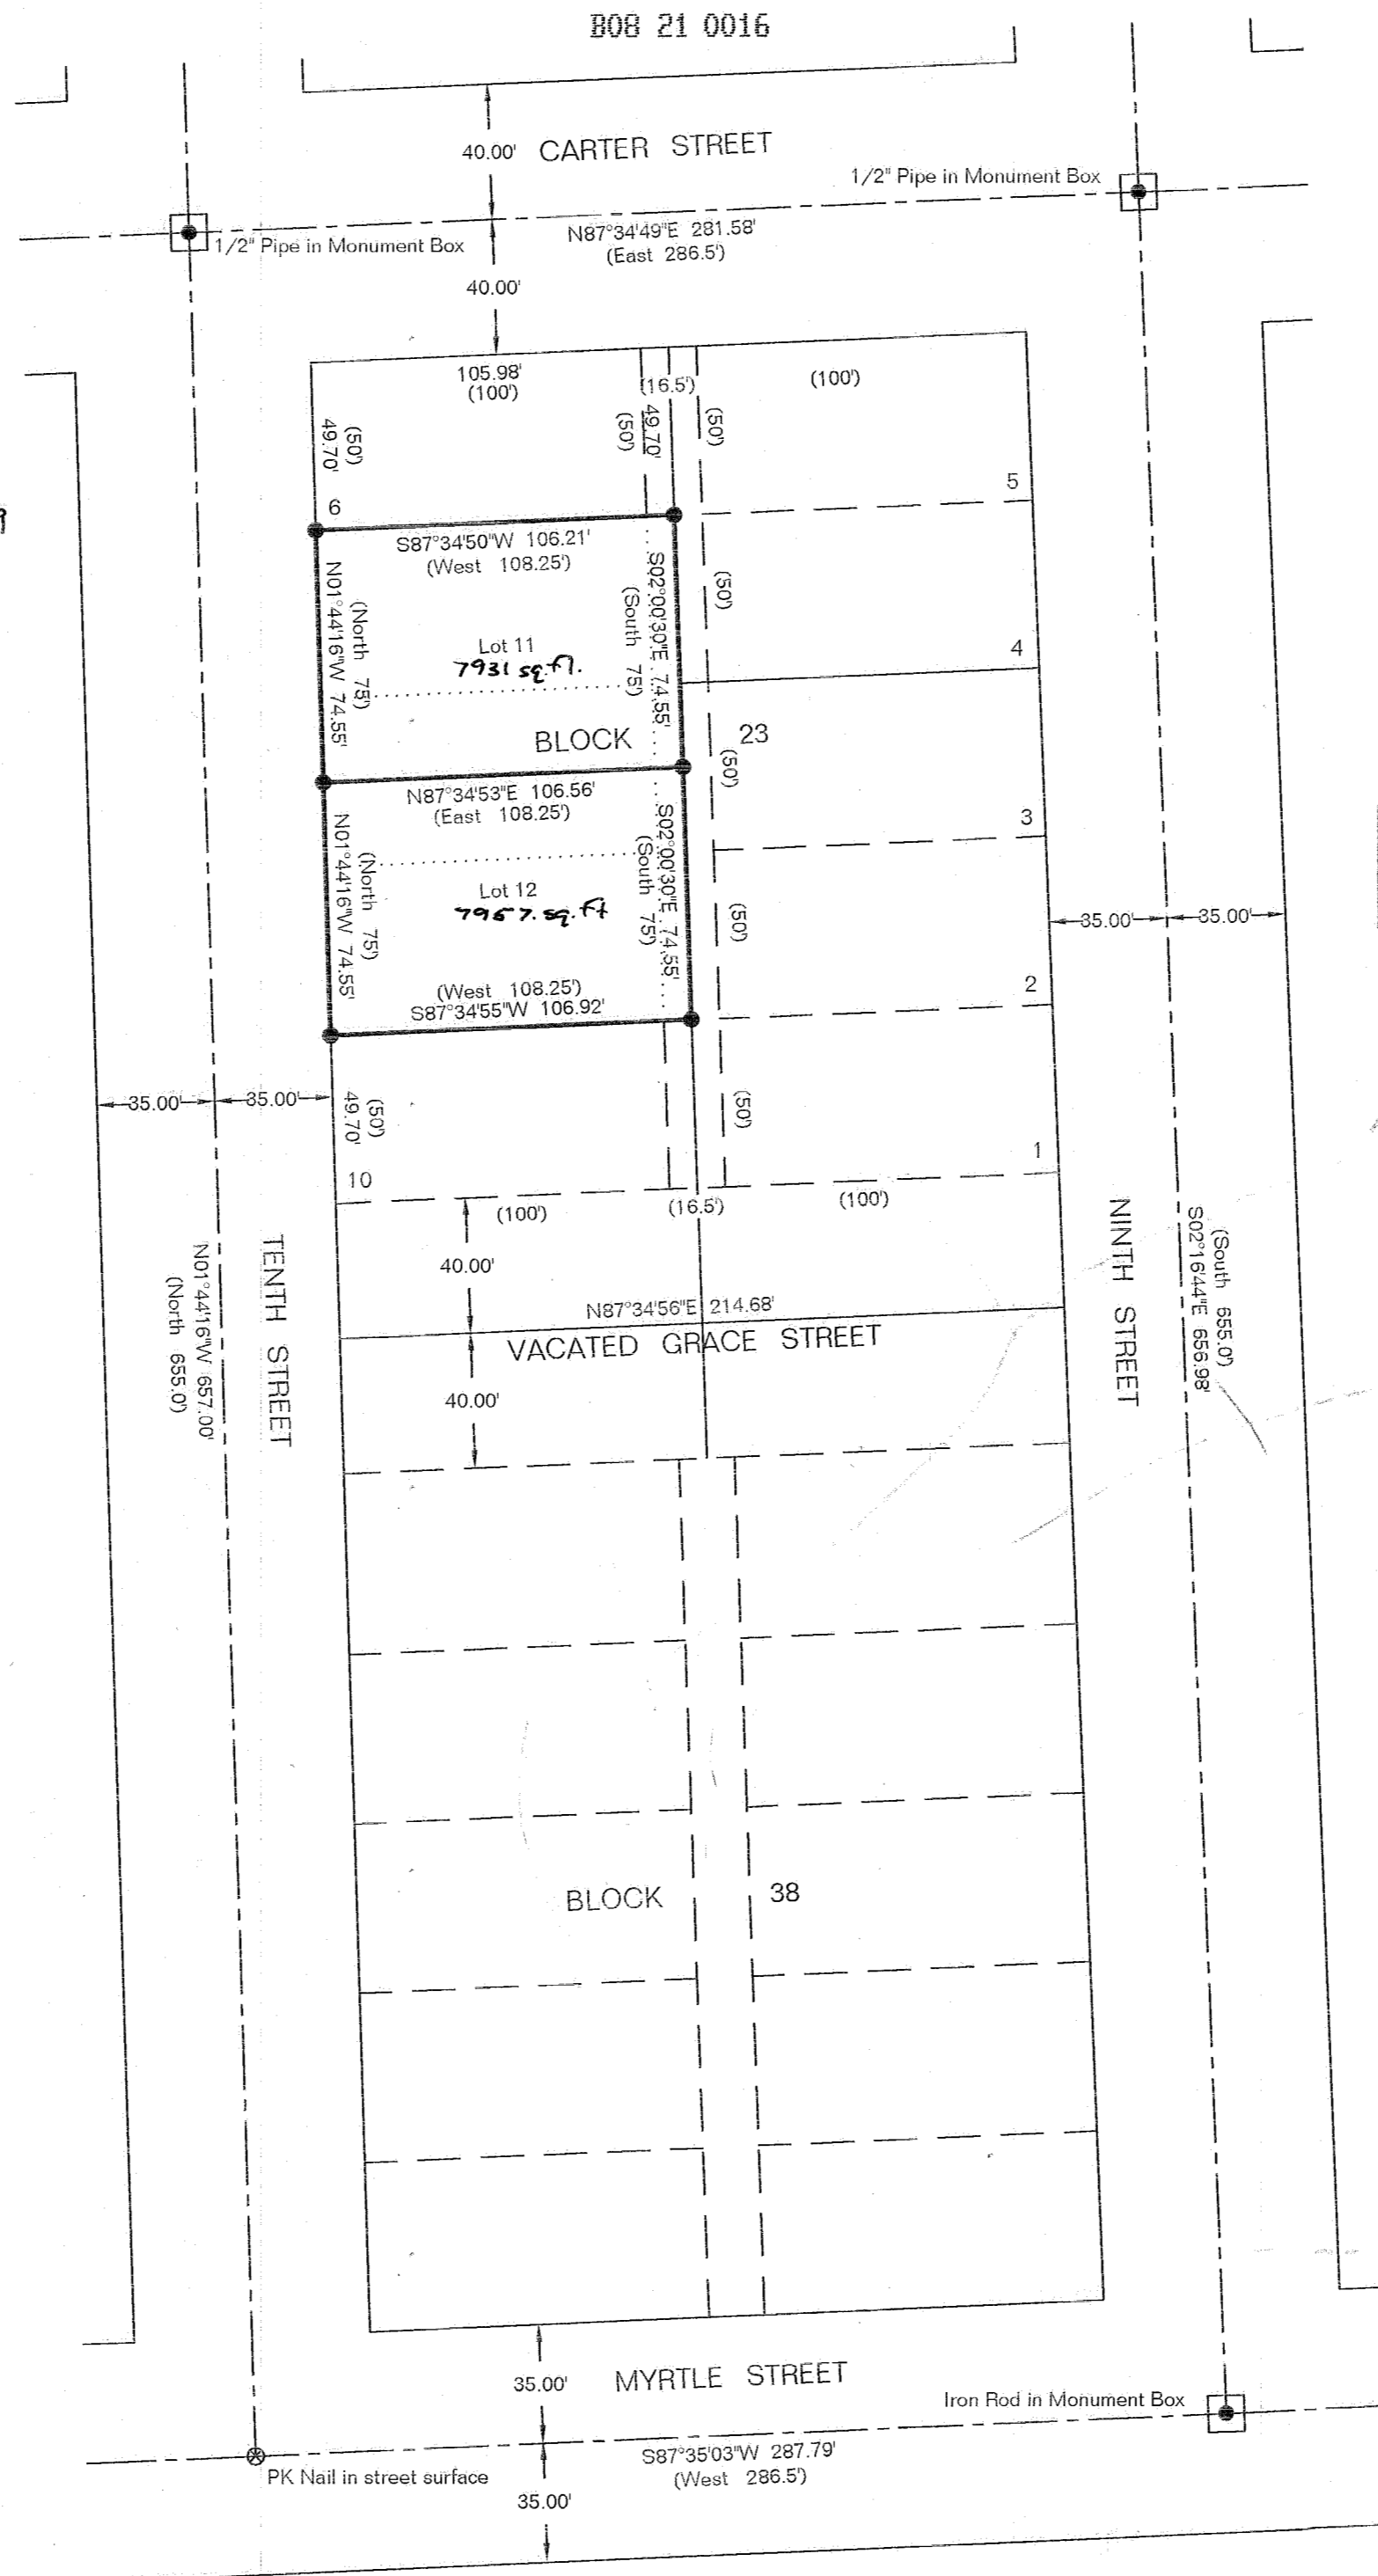 B08 21 0016
40.00' CARTER STREET
1/2" Pipe in Monument Box
1/2" Pipe in Monument Box
N87°34'49"E 281.58'
(East 286.5')
40.00'
105.98'
(100')
(16.5')
(100')
(50')
49.70'
49.70'
(50')
(50')
6
5
S87°34'50"W 106.21'
(West 108.25')
(North 75')
N01°44'16"W 74.55'
S02°00'30"E 74.55'
(South 75')
(50')
Lot 11
7931 sq.ft.
4
BLOCK 23
(50')
N87°34'53"E 106.56'
(East 108.25')
(North 75')
N01°44'16"W 74.55'
S02°00'30"E 74.55'
(South 75')
3
Lot 12
7957. sq. ft
(50')
35.00' 35.00'
(West 108.25')
S87°34'55"W 106.92'
2
35.00' 35.00'
(50')
49.70'
(50')
10
1
(100')
(16.5')
(100')
40.00'
N87°34'56"E 214.68'
VACATED GRACE STREET
40.00'
TENTH STREET
N01°44'16"W 657.00'
(North 655.0')
NINTH STREET
(South 655.0')
S02°16'44"E 656.98'
BLOCK 38
35.00' MYRTLE STREET
Iron Rod in Monument Box
S87°35'03"W 287.79'
(West 286.5')
PK Nail in street surface
35.00'